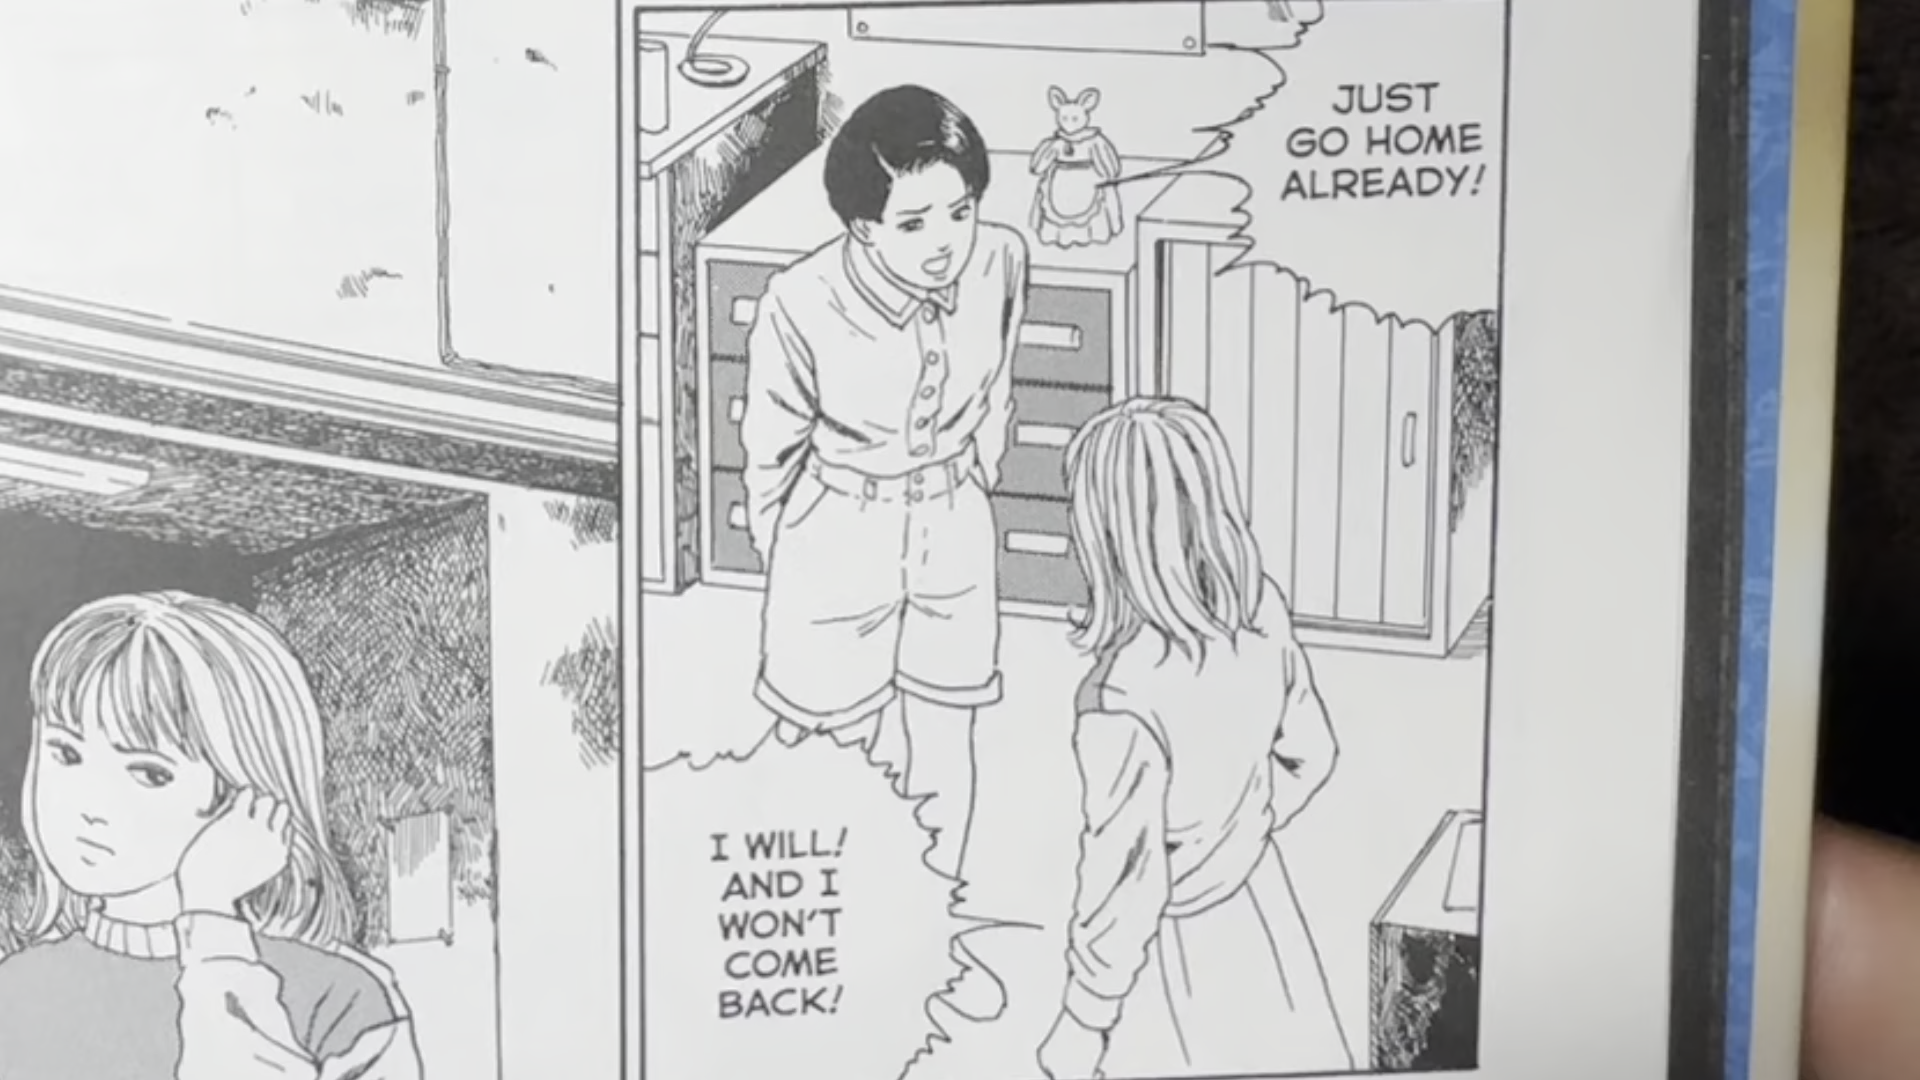 JUST
GO HOME
ALREADY!
I WILL!
AND I
WON'T
COME
BACK!